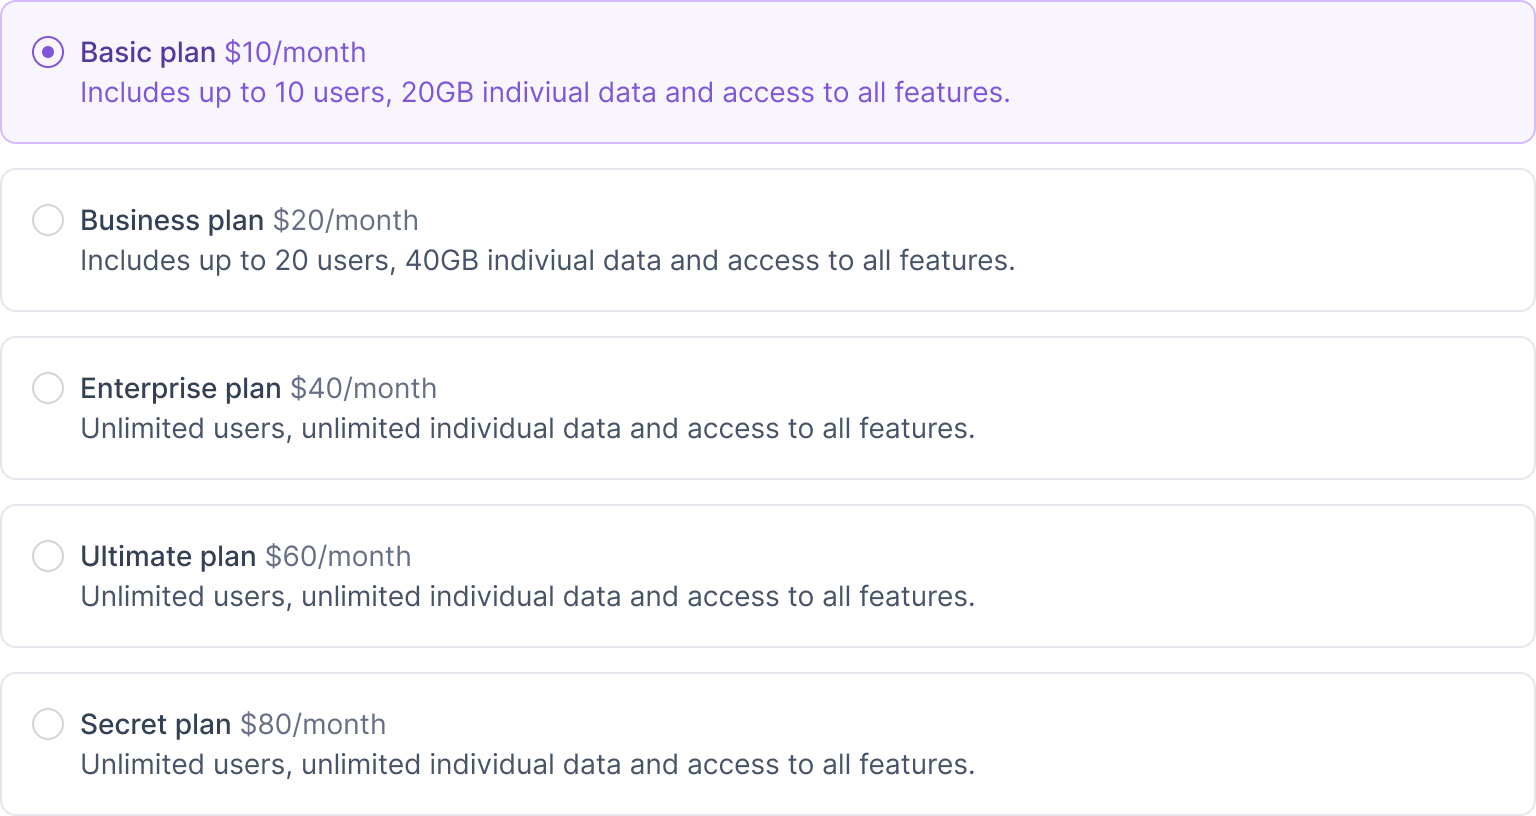 Basic plan $10/month
Includes up to 10 users, 20GB indiviual data and access to all features.
Business plan $20/month
Includes up to 20 users, 40GB indiviual data and access to all features.
Enterprise plan $40/month
Unlimited users, unlimited individual data and access to all features.
Ultimate plan $60/month
Unlimited users, unlimited individual data and access to all features.
Secret plan $80/month
Unlimited users, unlimited individual data and access to all features.